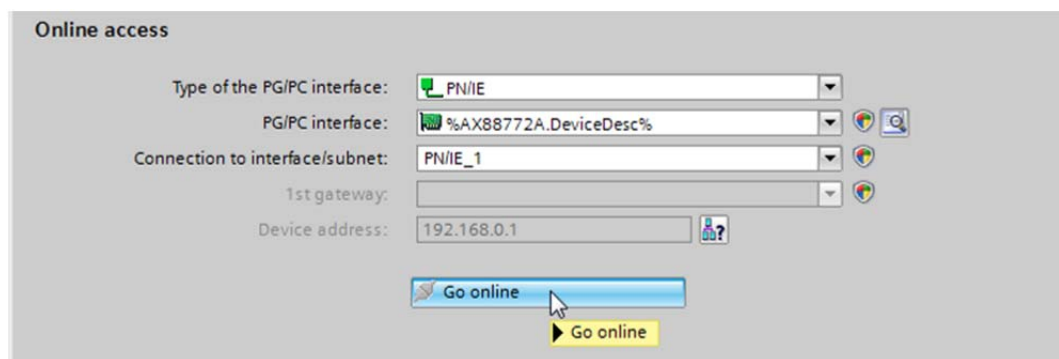 Online access
Type of the PG/PC interface: PN/IE
PG/PC interface: %AX88772A.DeviceDesc%
Connection to interface/subnet: PN/IE_1
1st gateway:
Device address: 192.168.0.1
?
Go online
Go online